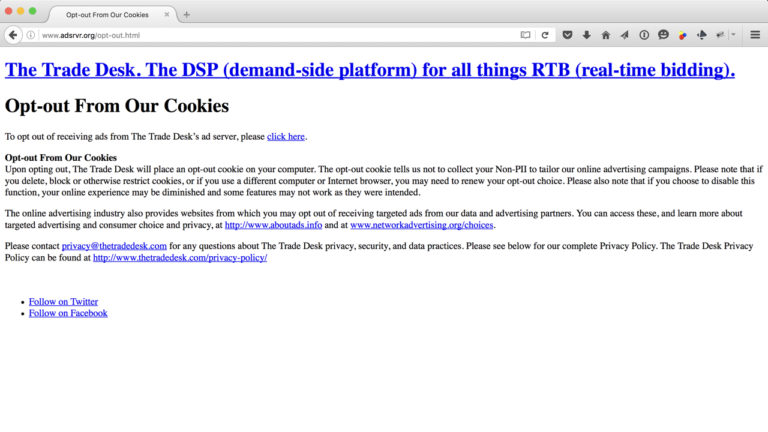 Opt-out From Our Cookies
www.adsrvr.org/opt-out.html
The Trade Desk. The DSP (demand-side platform) for all things RTB (real-time bidding).
Opt-out From Our Cookies
To opt out of receiving ads from The Trade Desk's ad server, please click here.
Opt-out From Our Cookies
Upon opting out, The Trade Desk will place an opt-out cookie on your computer. The opt-out cookie tells us not to collect your Non-PII to tailor our online advertising campaigns. Please note that if
you delete, block or otherwise restrict cookies, or if you use a different computer or Internet browser, you may need to renew your opt-out choice. Please also note that if you choose to disable this
function, your online experience may be diminished and some features may not work as they were intended.
The online advertising industry also provides websites from which you may opt out of receiving targeted ads from our data and advertising partners. You can access these, and learn more about
targeted advertising and consumer choice and privacy, at http://www.aboutads.info and at www.networkadvertising.org/choices.
Please contact privacy@thetradedesk.com for any questions about The Trade Desk privacy, security, and data practices. Please see below for our complete Privacy Policy. The Trade Desk Privacy
Policy can be found at http://www.thetradedesk.com/privacy-policy/
• Follow on Twitter
• Follow on Facebook